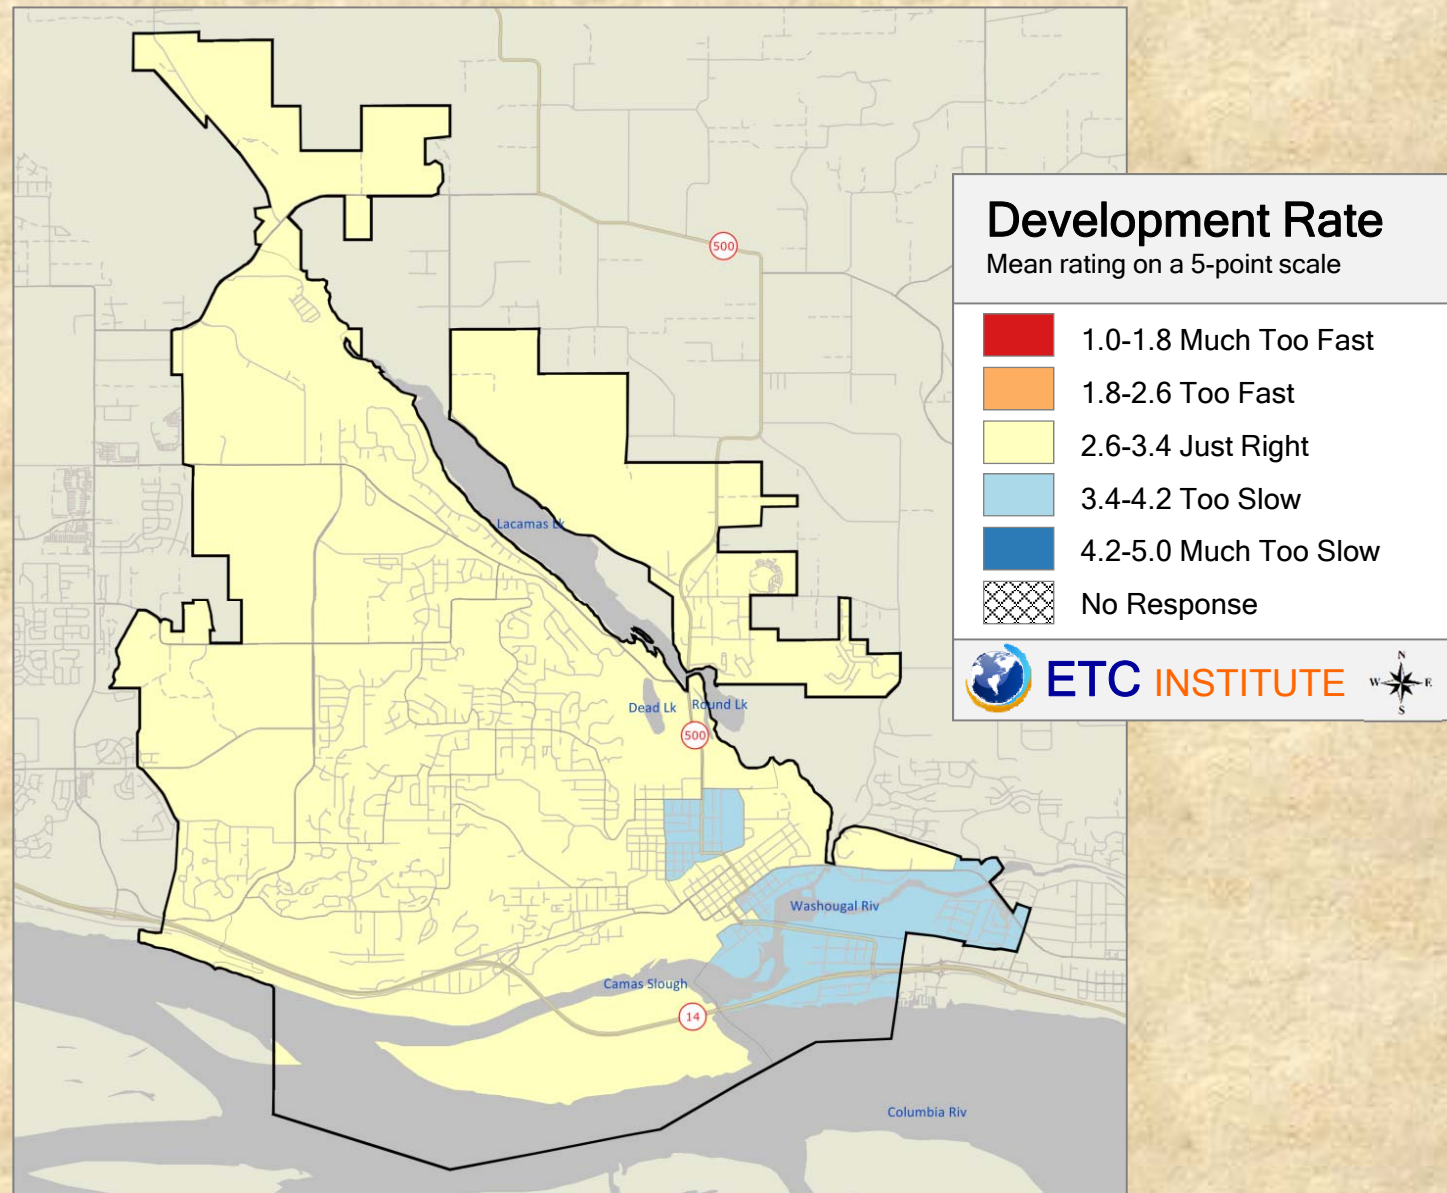 500
Development Rate
Mean rating on a 5-point scale
1.0-1.8 Much Too Fast
1.8-2.6 Too Fast
2.6-3.4 Just Right
3.4-4.2 Too Slow
4.2-5.0 Much Too Slow
No Response
ETC INSTITUTE
N
W E
S
Lacamas Lk
Dead Lk Round Lk
500
Washougal Riv
Camas Slough
14
Columbia Riv